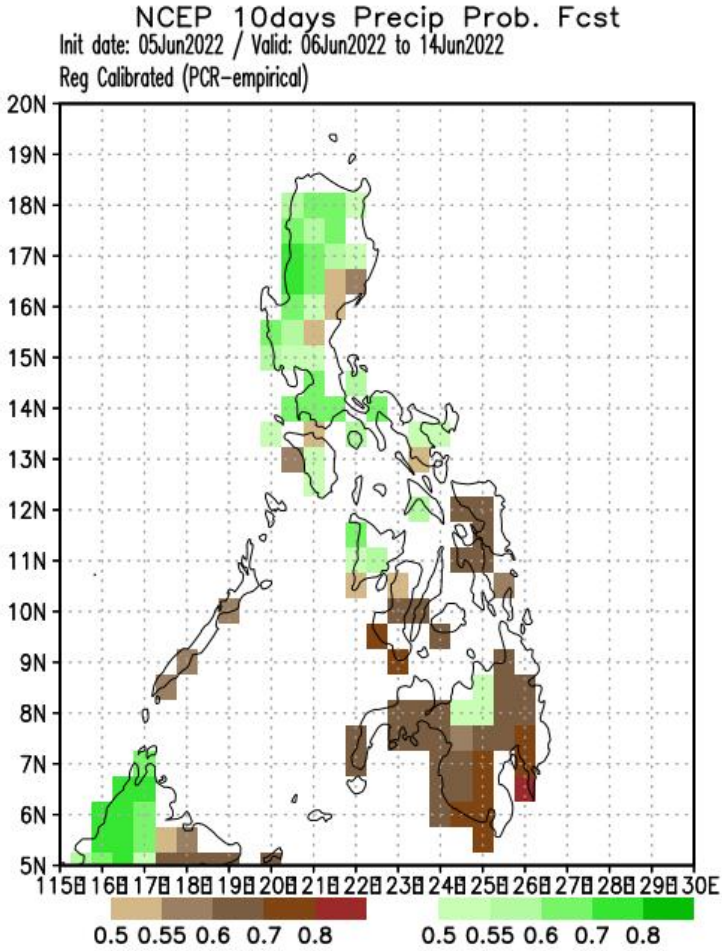 NCEP 10days Precip Prob. Fcst
Init date: 05Jun2022 / Valid: 06Jun2022 to 14Jun2022
Reg Calibrated (PCR-empirical)
20N
19N
18N
17N
16N
15N
14N
13N
12N
11N
10N
9N
8N
7N
6N
5N
115E 116E 117E 118E 119E 120E 121E 122E 123E 124E 125E 126E 127E 128E 129E 130E
0.5 0.55 0.6 0.7 0.8 0.5 0.55 0.6 0.7 0.8